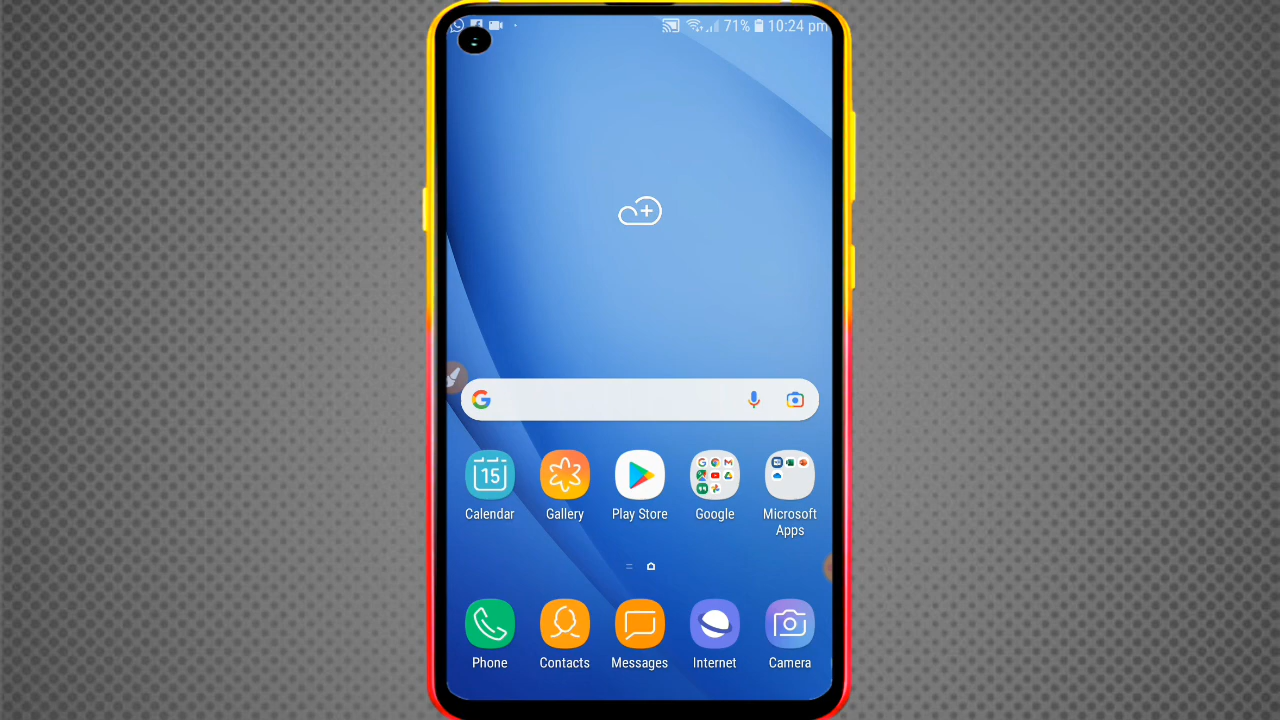 71% 10:24 pm
15
Calendar Gallery Play Store Google Microsoft Apps
Phone Contacts Messages Internet Camera